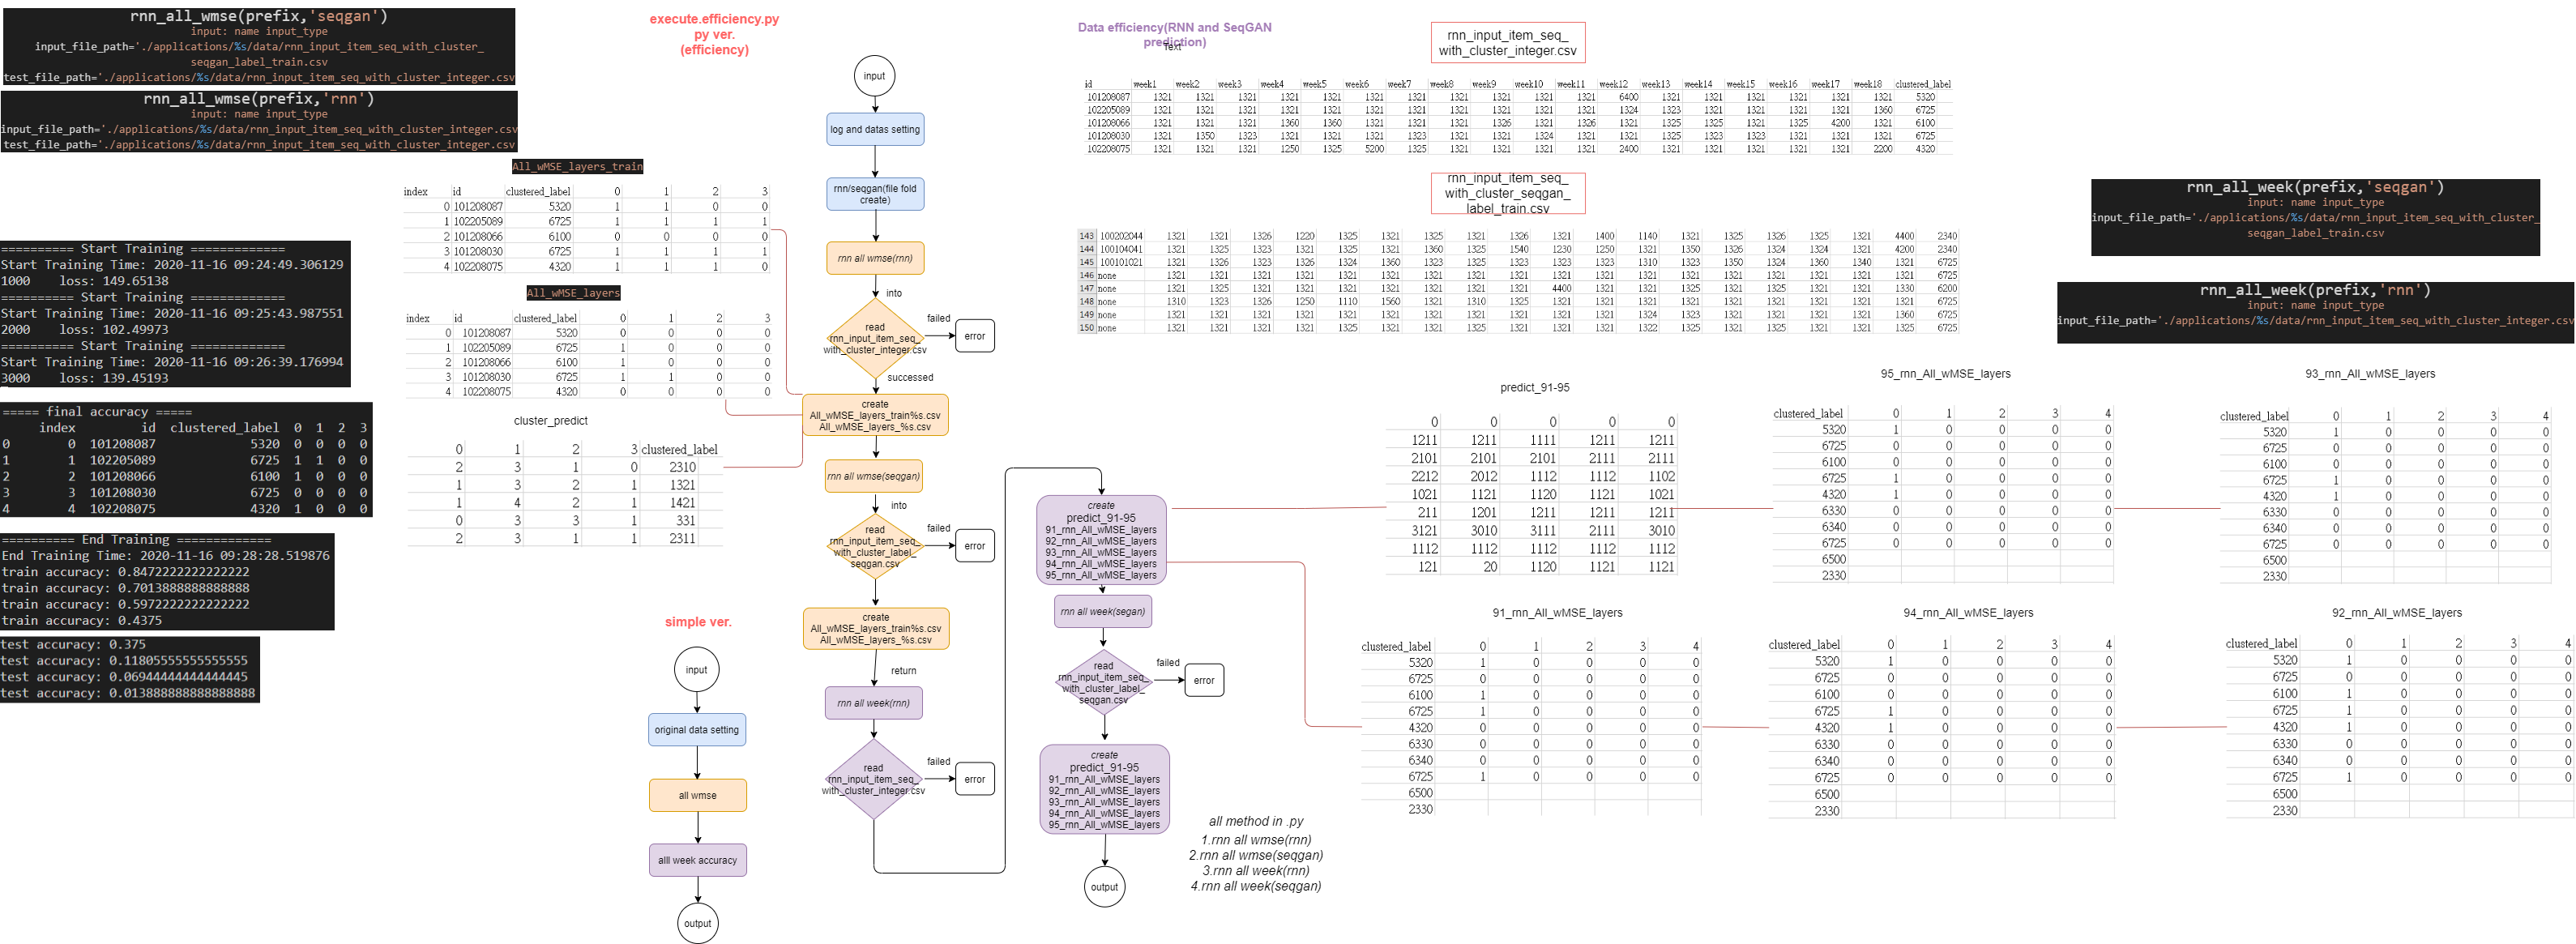 rnn_all_wmse(prefix,'seqgan')
input: name input_type
input_file_path='./applications/%s/data/rnn_input_item_seq_with_cluster_
seqgan_label_train.csv
test_file_path='./applications/%s/data/rnn_input_item_seq_with_cluster_integer.csv
rnn_all_wmse(prefix,'rnn')
input: name input_type
input_file_path='./applications/%s/data/rnn_input_item_seq_with_cluster_integer.csv
test_file_path='./applications/%s/data/rnn_input_item_seq_with_cluster_integer.csv
All_wMSE_layers_train
index id clustered_label 0 1 2 3
0 101208087 5320 1 1 0 0
1 102205089 6725 1 1 1 1
2 101208066 6100 0 0 0 0
3 101208030 6725 1 1 1 1
4 102208075 4320 1 1 1 0
All_wMSE_layers
index id clustered_label 0 1 2 3
0 101208087 5320 0 0 0 0
1 102205089 6725 1 0 0 0
2 101208066 6100 1 0 0 0
3 101208030 6725 1 1 0 0
4 102208075 4320 0 0 0 0
cluster_predict
0 1 2 3 clustered_label
2 3 1 0 2310
1 3 2 1 1321
1 4 2 1 1421
0 3 3 1 331
2 3 1 1 2311
========== Start Training =============
Start Training Time: 2020-11-16 09:24:49.306129
1000 loss: 149.65138
========== Start Training =============
Start Training Time: 2020-11-16 09:25:43.987551
2000 loss: 102.49973
========== Start Training =============
Start Training Time: 2020-11-16 09:26:39.176994
3000 loss: 139.45193
===== final accuracy =====
index id clustered_label 0 1 2 3
0 0 101208087 5320 0 0 0 0
1 1 102205089 6725 1 1 0 0
2 2 101208066 6100 1 0 0 0
3 3 101208030 6725 0 0 0 0
4 4 102208075 4320 1 0 0 0
========== End Training =============
End Training Time: 2020-11-16 09:28:28.519876
train accuracy: 0.8472222222222222
train accuracy: 0.7013888888888888
train accuracy: 0.5972222222222222
train accuracy: 0.4375
test accuracy: 0.375
test accuracy: 0.11805555555555555
test accuracy: 0.06944444444444445
test accuracy: 0.013888888888888888
execute.efficiency.py
py ver.
(efficiency)
input
log and datas setting
rnn/seqgan(file fold
create)
rnn all wmse(rnn)
into
read
rnn_input_item_seq_
with_cluster_integer.csv
failed
error
successed
create
All_wMSE_layers_train%s.csv
All_wMSE_layers_%s.csv
rnn all wmse(seqgan)
into
read
rnn_input_item_seq_
with_cluster_label_
seqgan.csv
failed
error
create
All_wMSE_layers_train%s.csv
All_wMSE_layers_%s.csv
return
rnn all week(rnn)
read
rnn_input_item_seq_
with_cluster_integer.csv
failed
error
simple ver.
input
original data setting
all wmse
alll week accuracy
output
create
predict_91-95
91_rnn_All_wMSE_layers
92_rnn_All_wMSE_layers
93_rnn_All_wMSE_layers
94_rnn_All_wMSE_layers
95_rnn_All_wMSE_layers
rnn all week(segan)
read
rnn_input_item_seq_
with_cluster_label_
seqgan.csv
failed
error
create
predict_91-95
91_rnn_All_wMSE_layers
92_rnn_All_wMSE_layers
93_rnn_All_wMSE_layers
94_rnn_All_wMSE_layers
95_rnn_All_wMSE_layers
output
all method in .py
1.rnn all wmse(rnn)
2.rnn all wmse(seqgan)
3.rnn all week(rnn)
4.rnn all week(seqgan)
Data efficiency(RNN and SeqGAN
prediction)
Text
rnn_input_item_seq_
with_cluster_integer.csv
id week1 week2 week3 week4 week5 week6 week7 week8 week9 week10 week11 week12 week13 week14 week15 week16 week17 week18 clustered_label
101208087 1321 1321 1321 1321 1321 1321 1321 1321 1321 1321 1321 6400 1321 1321 1321 1321 1321 1321 5320
102205089 1321 1321 1321 1321 1321 1321 1321 1321 1321 1321 1321 1324 1323 1321 1321 1321 1321 1360 6725
101208066 1321 1321 1321 1360 1360 1321 1321 1321 1326 1321 1326 1321 1321 1325 1321 1325 4200 1321 6100
101208030 1321 1350 1323 1321 1321 1321 1323 1321 1321 1324 1321 1321 1325 1323 1323 1321 1321 1321 6725
102208075 1321 1321 1321 1250 1325 5200 1325 1321 1321 1321 1321 2400 1321 1321 1321 1321 1321 2200 4320
rnn_input_item_seq_
with_cluster_seqgan_
label_train.csv
143 100202044 1321 1321 1326 1220 1325 1321 1325 1321 1326 1321 1400 1140 1321 1325 1326 1325 1321 4400 2340
144 100104041 1321 1325 1323 1321 1325 1321 1360 1325 1540 1230 1250 1321 1350 1326 1324 1324 1321 4200 2340
145 100101021 1321 1326 1323 1326 1324 1360 1323 1325 1323 1323 1323 1310 1323 1350 1324 1360 1340 1321 6725
146 none 1321 1321 1321 1321 1321 1321 1321 1321 1321 1321 1321 1321 1321 1321 1321 1321 1321 1321 6725
147 none 1321 1325 1321 1321 1321 1321 1321 1321 1321 4400 1321 1321 1325 1321 1325 1321 1321 1330 6200
148 none 1310 1323 1326 1250 1110 1560 1321 1310 1325 1321 1321 1321 1321 1321 1321 1321 1321 1321 6725
149 none 1321 1321 1321 1321 1321 1321 1321 1321 1321 1321 1321 1324 1323 1321 1321 1321 1321 1360 6725
150 none 1321 1321 1321 1321 1325 1321 1325 1321 1325 1321 1321 1322 1325 1321 1321 1321 1321 1325 6725
rnn_all_week(prefix,'seqgan')
input: name input_type
input_file_path='./applications/%s/data/rnn_input_item_seq_with_cluster_
seqgan_label_train.csv
rnn_all_week(prefix,'rnn')
input: name input_type
input_file_path='./applications/%s/data/rnn_input_item_seq_with_cluster_integer.csv
predict_91-95
0 0 0 0 0
1211 1211 1111 1211 1211
2101 2101 2101 2111 2111
2212 2012 1112 1112 1102
1021 1121 1120 1121 1021
211 1201 1211 1211 1211
3121 3010 3111 2111 3010
1112 1112 1112 1112 1112
121 20 1120 1121 1121
95_rnn_All_wMSE_layers
clustered_label 0 1 2 3 4
5320 1 0 0 0 0
6725 0 0 0 0 0
6100 0 0 0 0 0
6725 1 0 0 0 0
4320 1 0 0 0 0
6330 0 0 0 0 0
6340 0 0 0 0 0
6725 0 0 0 0 0
6500
2330
93_rnn_All_wMSE_layers
clustered_label 0 1 2 3 4
5320 1 0 0 0 0
6725 0 0 0 0 0
6100 0 0 0 0 0
6725 1 0 0 0 0
4320 1 0 0 0 0
6330 0 0 0 0 0
6340 0 0 0 0 0
6725 0 0 0 0 0
6500
2330
91_rnn_All_wMSE_layers
clustered_label 0 1 2 3 4
5320 1 0 0 0 0
6725 0 0 0 0 0
6100 1 0 0 0 0
6725 1 0 0 0 0
4320 0 0 0 0 0
6330 0 0 0 0 0
6340 0 0 0 0 0
6725 1 0 0 0 0
6500
2330
94_rnn_All_wMSE_layers
clustered_label 0 1 2 3 4
5320 1 0 0 0 0
6725 0 0 0 0 0
6100 0 0 0 0 0
6725 1 0 0 0 0
4320 1 0 0 0 0
6330 0 0 0 0 0
6340 0 0 0 0 0
6725 0 0 0 0 0
6500
2330
92_rnn_All_wMSE_layers
clustered_label 0 1 2 3 4
5320 1 0 0 0 0
6725 0 0 0 0 0
6100 1 0 0 0 0
6725 1 0 0 0 0
4320 1 0 0 0 0
6330 0 0 0 0 0
6340 0 0 0 0 0
6725 1 0 0 0 0
6500
2330